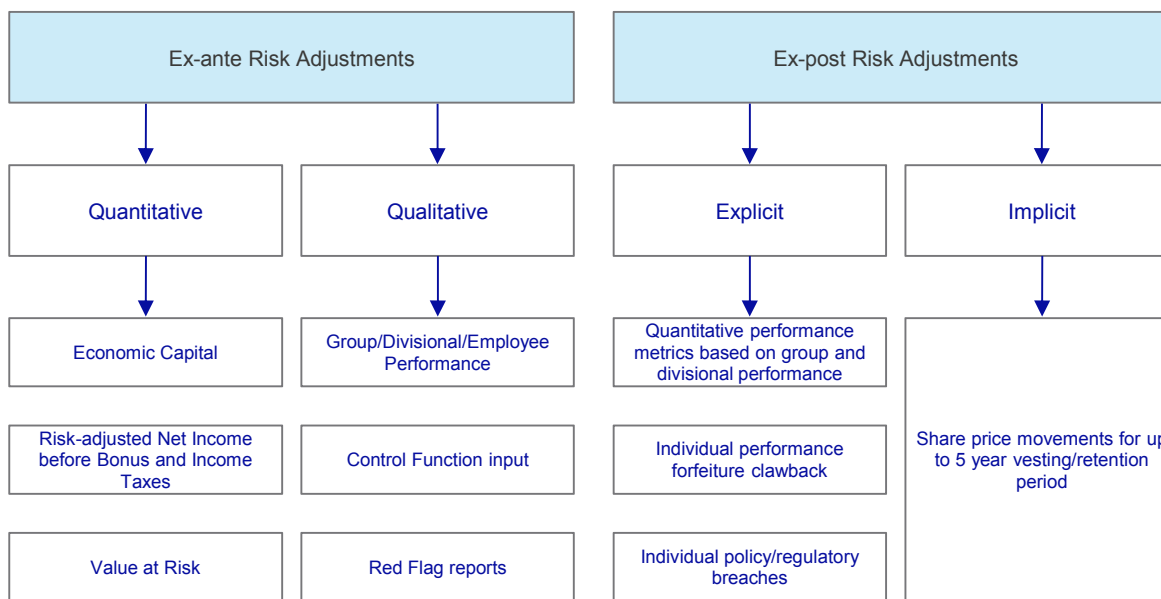 Ex-ante Risk Adjustments
Ex-post Risk Adjustments
Quantitative
Qualitative
Explicit
Implicit
Economic Capital
Group/Divisional/Employee
Performance
Quantitative performance
metrics based on group and
divisional performance
Risk-adjusted Net Income
before Bonus and Income
Taxes
Control Function input
Individual performance
forfeiture clawback
Share price movements for up
to 5 year vesting/retention
period
Value at Risk
Red Flag reports
Individual policy/regulatory
breaches